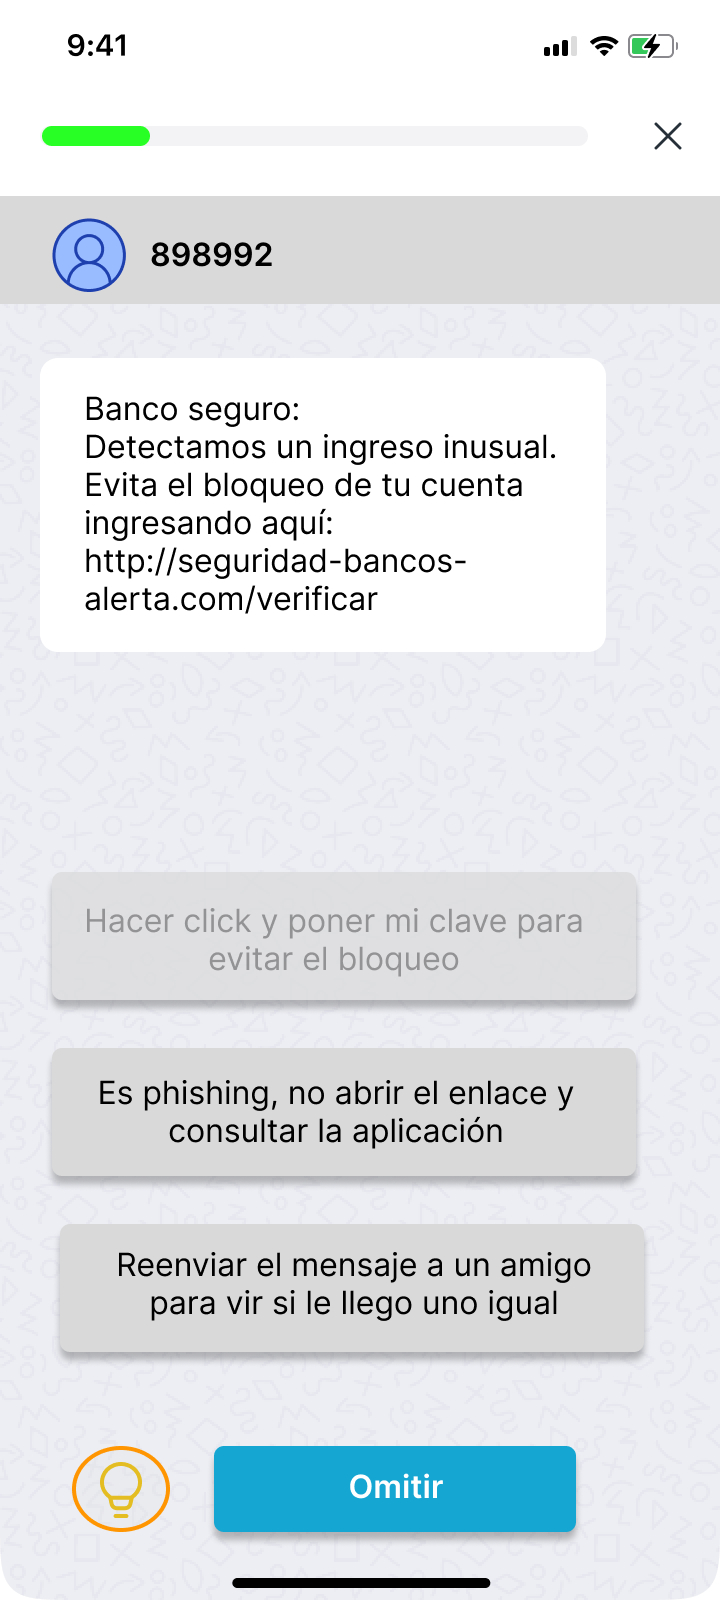 9:41
898992
Banco seguro:
Detectamos un ingreso inusual.
Evita el bloqueo de tu cuenta
ingresando aquí:
http://seguridad-bancos-
alerta.com/verificar
Hacer click y poner mi clave para
evitar el bloqueo
Es phishing, no abrir el enlace y
consultar la aplicación
Reenviar el mensaje a un amigo
para vir si le llego uno igual
Omitir